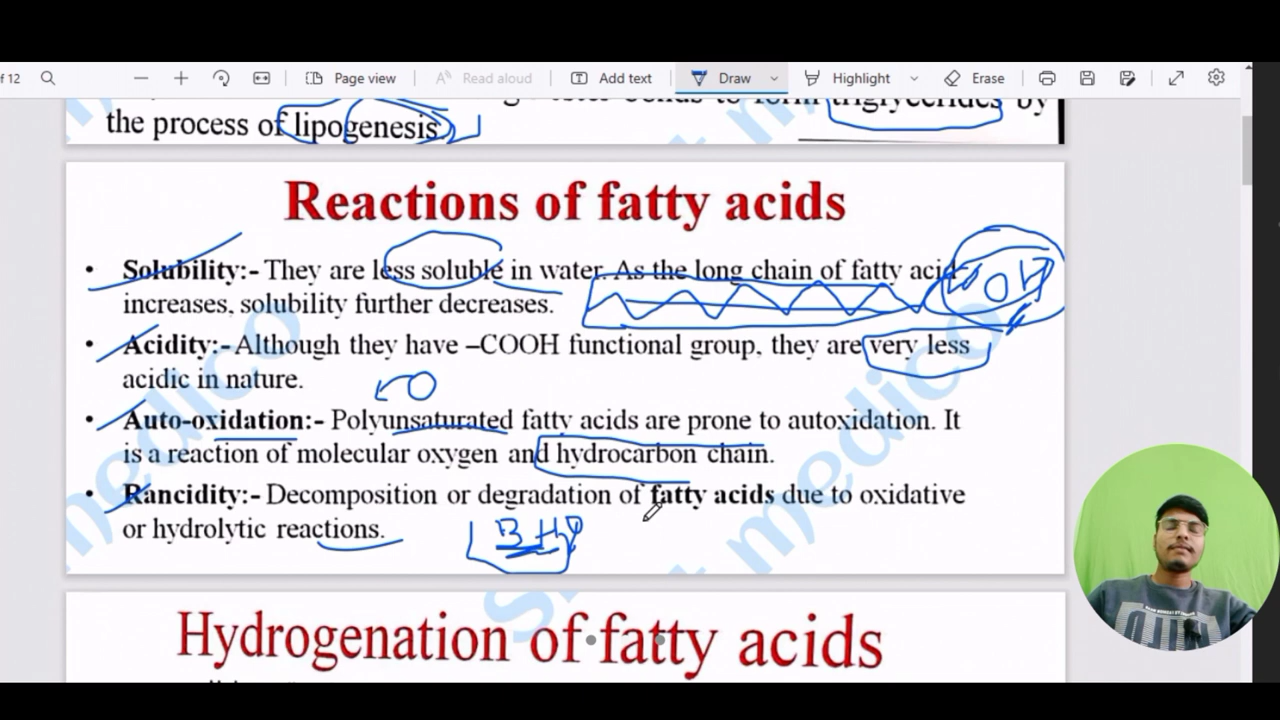 of 12
Page view
Read aloud
Add text
Draw
Highlight
Erase
to form triglycerides by
the process of lipogenesis.
Reactions of fatty acids
• Solubility:- They are less soluble in water. As the long chain of fatty acid
increases, solubility further decreases.
COOH
• Acidity:- Although they have –COOH functional group, they are very less
acidic in nature.
• Auto-oxidation:- Polyunsaturated fatty acids are prone to autoxidation. It
is a reaction of molecular oxygen and hydrocarbon chain.
• Rancidity:- Decomposition or degradation of fatty acids due to oxidative
or hydrolytic reactions.
Hydrogenation of fatty acids